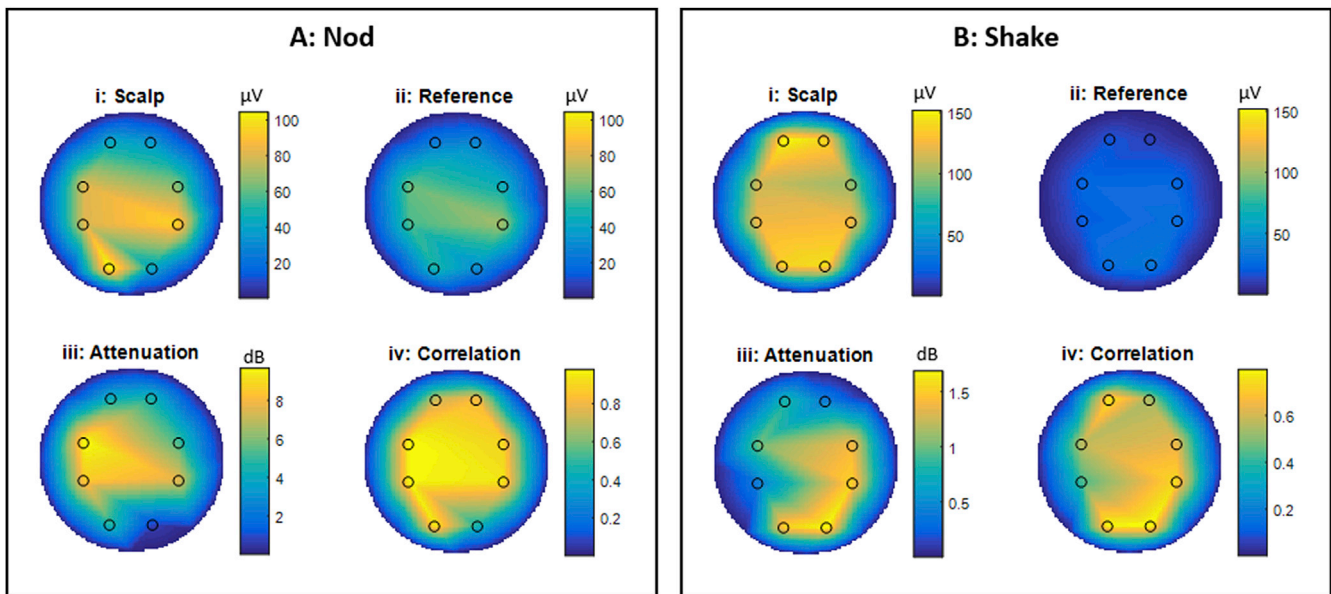 A: Nod
i: Scalp
µV
100
80
60
40
20
ii: Reference
µV
100
80
60
40
20
iii: Attenuation
dB
8
6
4
2
iv: Correlation
0.8
0.6
0.4
0.2
B: Shake
i: Scalp
µV
150
100
50
ii: Reference
µV
150
100
50
iii: Attenuation
dB
1.5
1
0.5
iv: Correlation
0.6
0.4
0.2